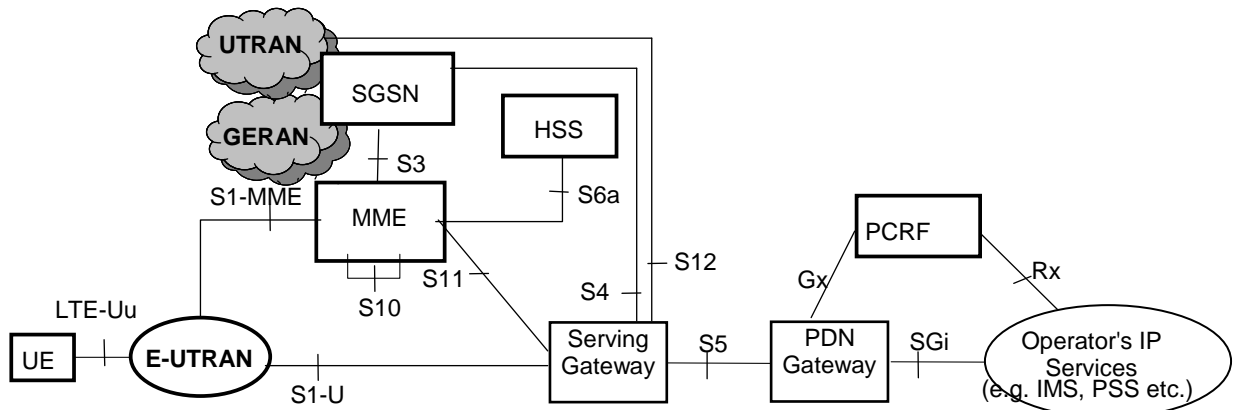 UTRAN
SGSN
GERAN
HSS
S3
S6a
S1-MME
MME
PCRF
S11
S12
S10
S4
Gx
Rx
LTE-Uu
UE
E-UTRAN
S1-U
Serving
Gateway
S5
PDN
Gateway
SGi
Operator's IP
Services
(e.g. IMS, PSS etc.)